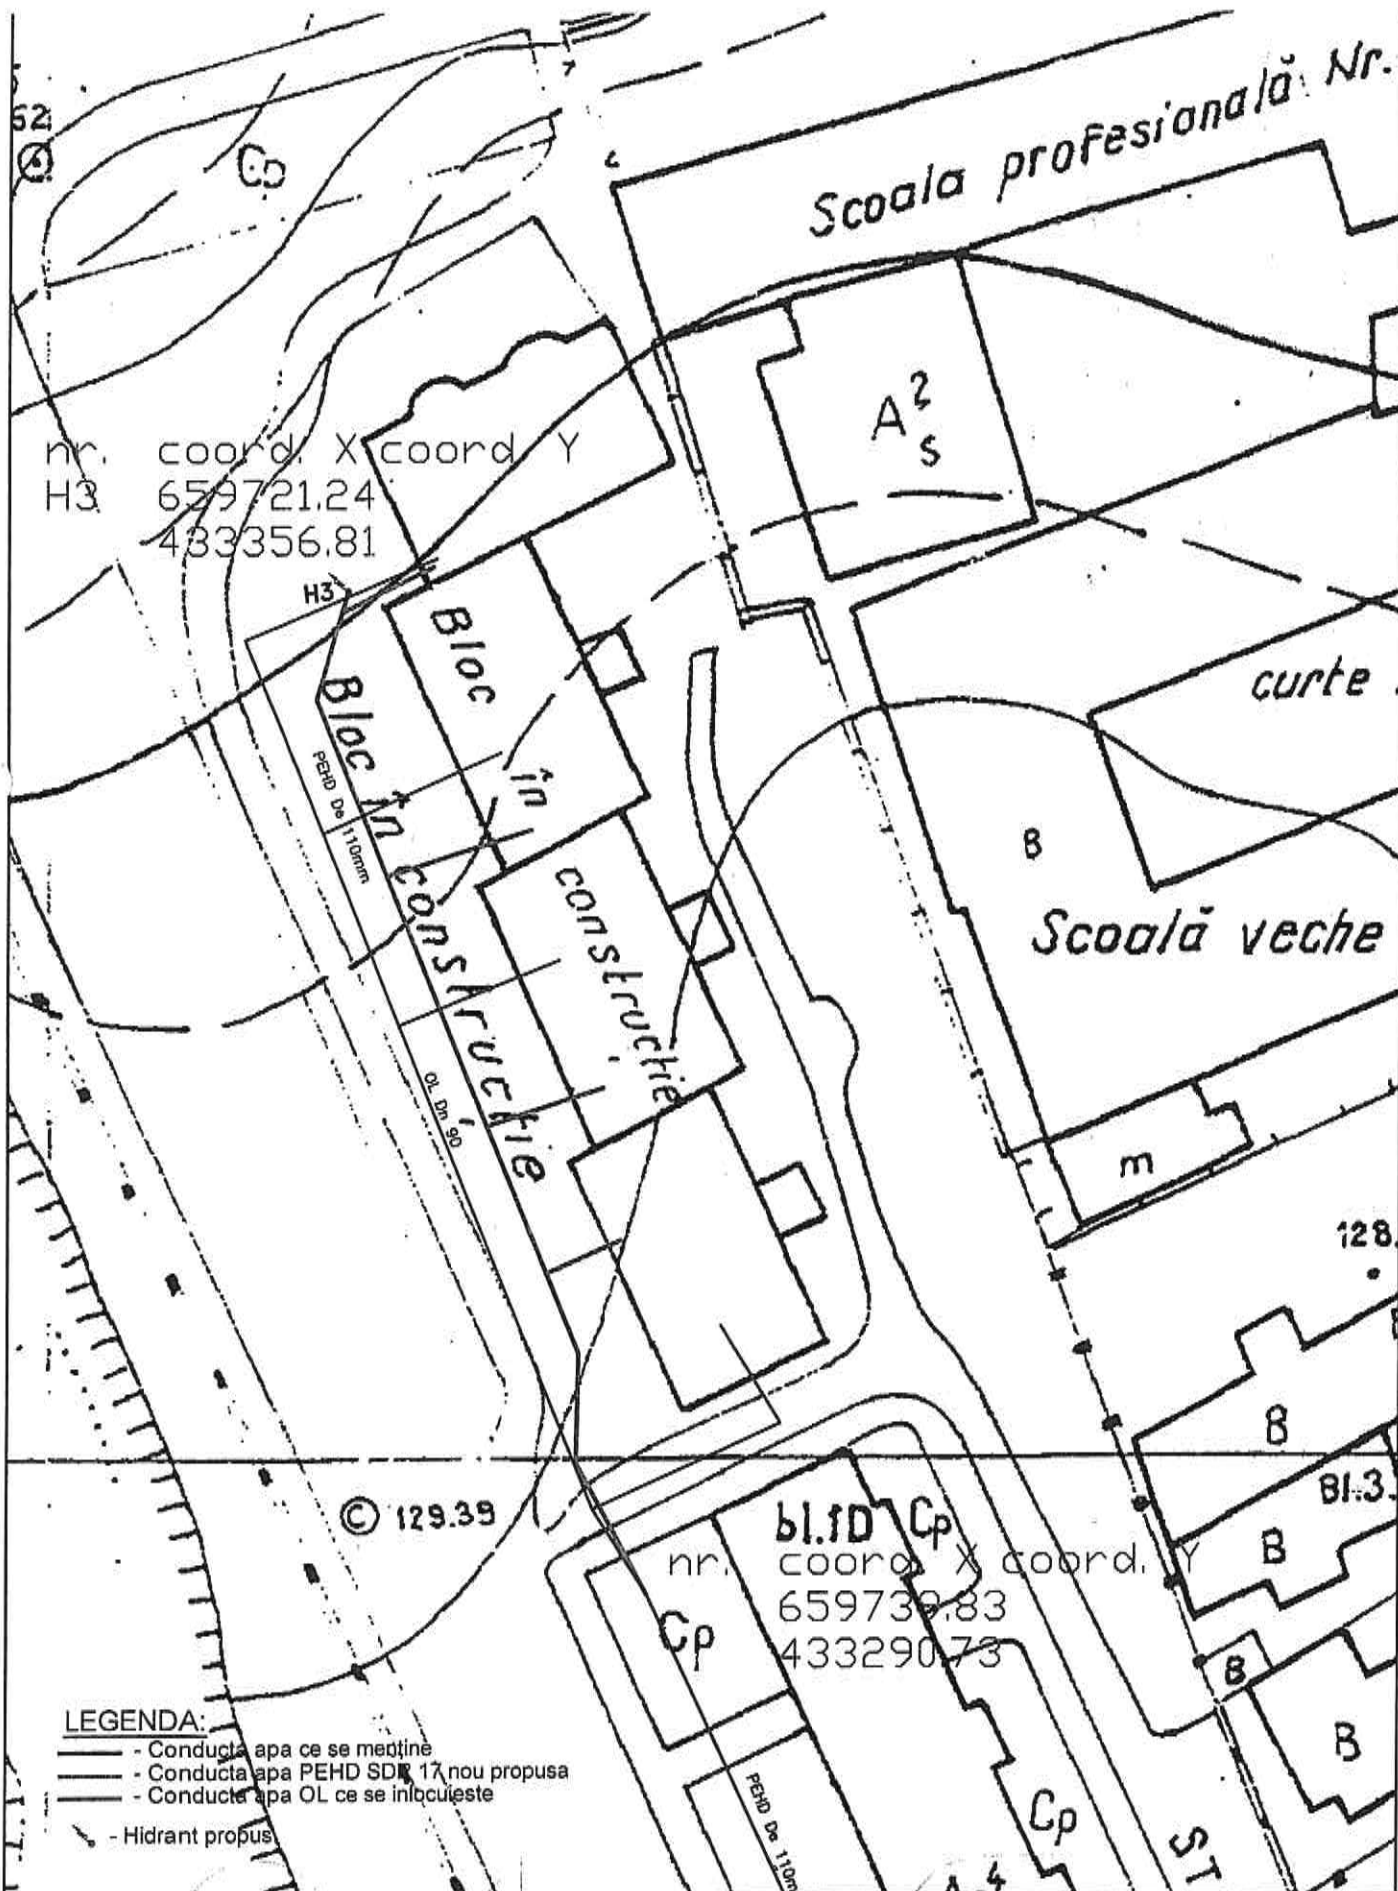 62
Cp
Scoala profesională Nr.
A 2 s
nr. coord. X coord Y
H3 659721.24
433356.81
H3
Bloc în construcție
Bloc în construcție
PEHD De 110mm
OL Dn 90
curte
B
Scoală veche
m
128.
B
Bl.3.
B
C 129.39
bl.1D Cp
nr. coord. X coord. Y
659739.83
433290.73
Cp
B
B
Cp
PEHD De 110m
ST
LEGENDA:
- Conducta apa ce se menține
- Conducta apa PEHD SDR 17 nou propusa
- Conducta apa OL ce se inlocuieste
- Hidrant propus